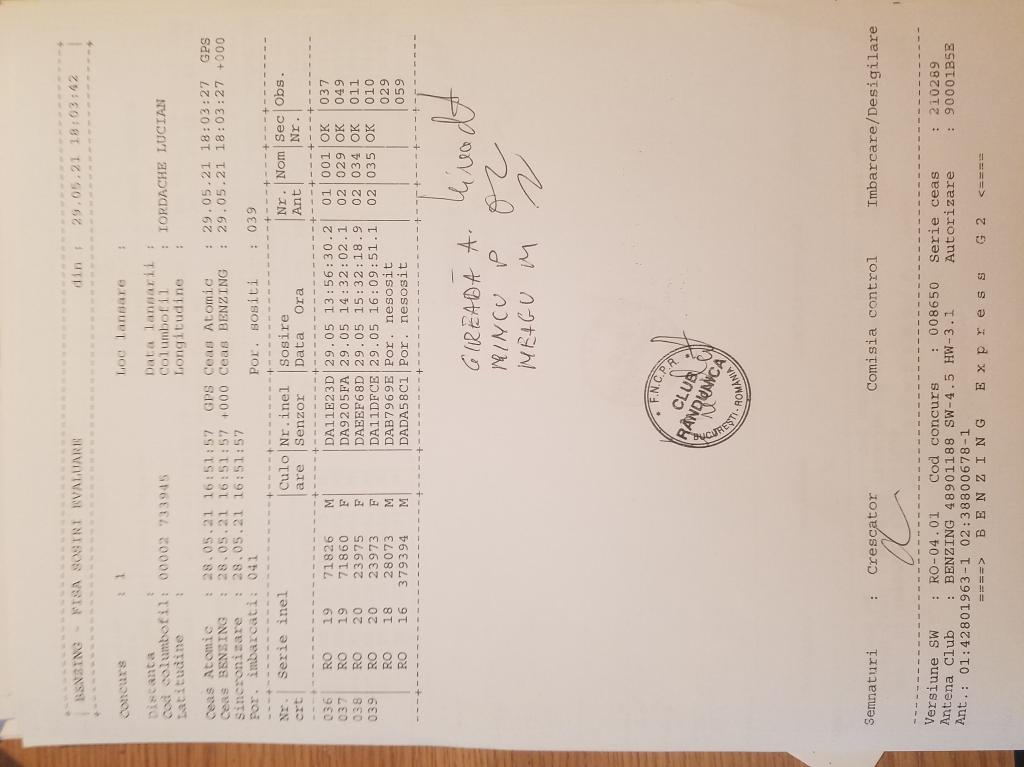 BENZING - FISA SOSIRI EVALUARE din : 29.05.21 18:03:42
Concurs : 1 Loc lansare :
Distanta : Data lansarii :
Cod columbofil: 00002 733945 Columbofil : IORDACHE LUCIAN
Latitudine : Longitudine :
Ceas Atomic : 28.05.21 16:51:57 GPS Ceas Atomic : 29.05.21 18:03:27 GPS
Ceas BENZING : 28.05.21 16:51:57 +000 Ceas BENZING : 29.05.21 18:03:27 +000
Sincronizare : 28.05.21 16:51:57
Por. imbarcati: 041 Por. sositi : 039
Nr. Serie inel Culo Nr.inel Sosire Nr. Nom Sec Obs.
crt are Senzor Data Ora Ant Nr.
036 RO 19 71826 M DA11E23D 29.05 13:56:30.2 01 001 OK 037
037 RO 19 71860 F DA9205FA 29.05 14:32:02.1 02 029 OK 049
038 RO 20 23975 F DAEEF68D 29.05 15:32:18.9 02 034 OK 011
039 RO 20 23973 F DA11DFCE 29.05 16:09:51.1 02 035 OK 010
RO 18 28073 M DAB7969E Por. nesosit 029
RO 16 379394 M DADA58C1 Por. nesosit 059
GIREADĂ A.
MINCU P
NEAGU M
* F.N.C.P.R *
CLUB
RÂNDUNICA
BUCUREȘTI - ROMANIA
Semnaturi : Crescator Comisia control Imbarcare/Desigilare
Versiune SW : RO-04.01 Cod concurs : 008650 Serie ceas : 210289
Antena Club : BENZING 48901188 SW-4.5 HW-3.1 Autorizare : 90001B5E
Ant.: 01:42801963-1 02:38800678-1
====> B E N Z I N G E x p r e s s G 2 <====